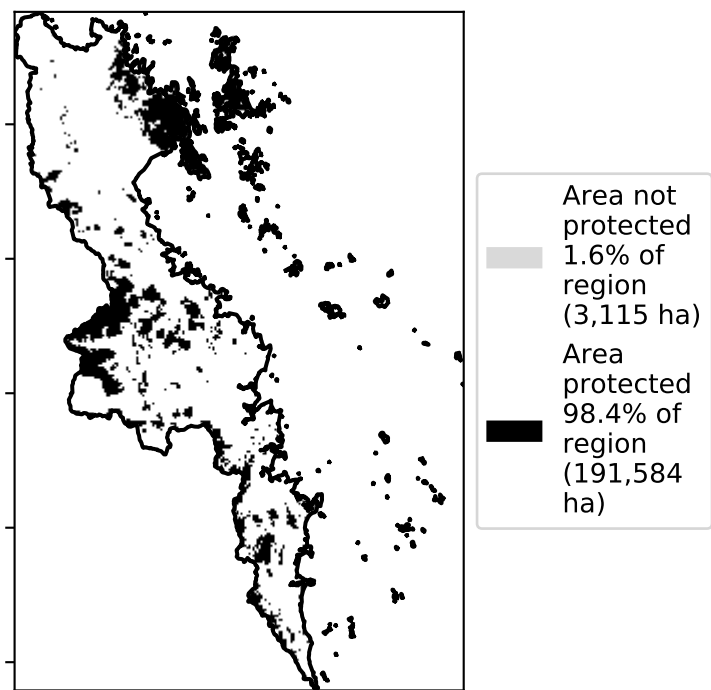 Area not
protected
1.6% of
region
(3,115 ha)
Area
protected
98.4% of
region
(191,584
ha)